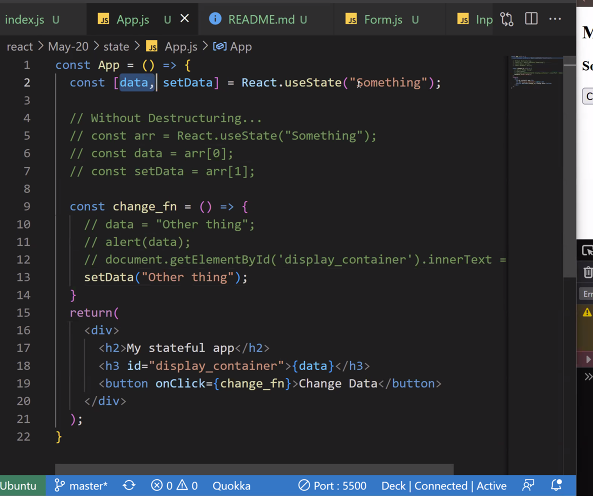 index.js U
JS App.js U
README.md U
JS Form.js U
JS Inp
react > May-20 > state > JS App.js > App
1 const App = () => {
2 const [data, setData] = React.useState("Something");
3
4 // Without Destructuring...
5 // const arr = React.useState("Something");
6 // const data = arr[0];
7 // const setData = arr[1];
8
9 const change_fn = () => {
10 // data = "Other thing";
11 // alert(data);
12 // document.getElementById('display_container').innerText =
13 setData("Other thing");
14 }
15 return(
16 <div>
17 <h2>My stateful app</h2>
18 <h3 id="display_container">{data}</h3>
19 <button onClick={change_fn}>Change Data</button>
20 </div>
21 );
22 }
Ubuntu master* 0 0 Quokka Port : 5500 Deck | Connected | Active